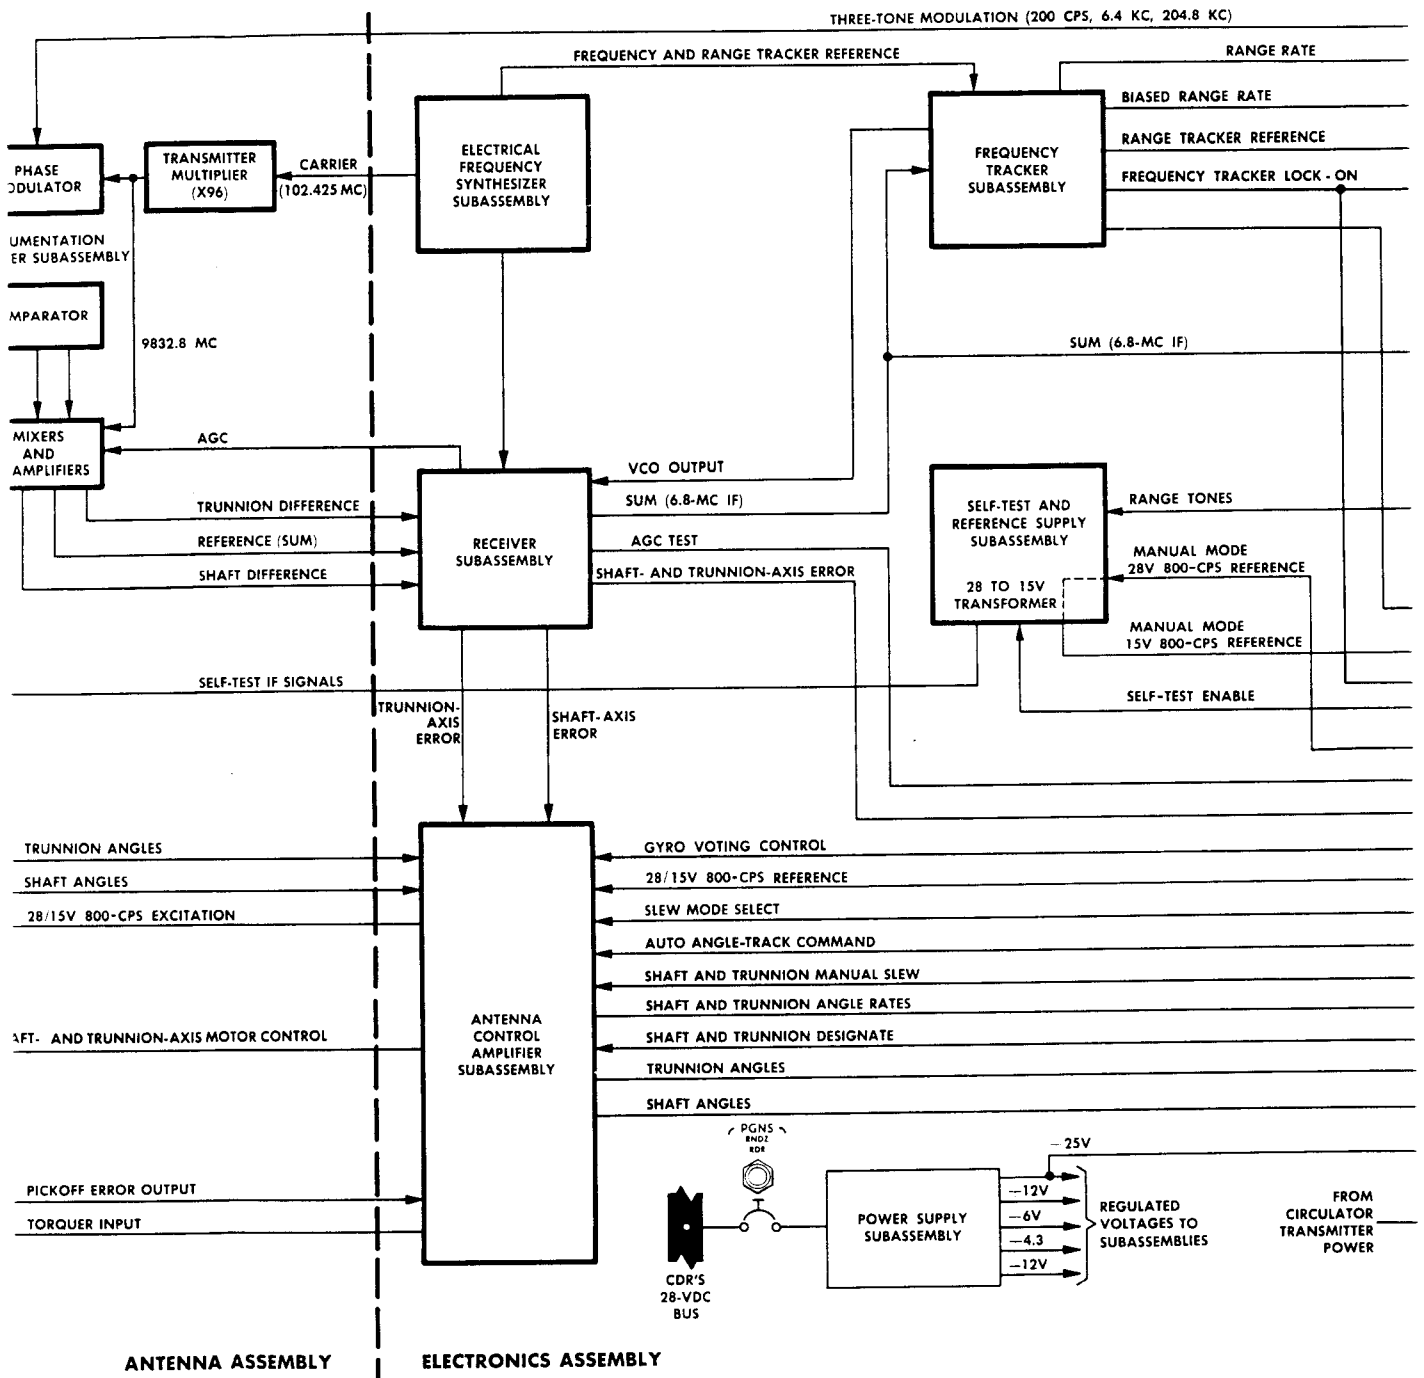 THREE-TONE MODULATION (200 CPS, 6.4 KC, 204.8 KC)
FREQUENCY AND RANGE TRACKER REFERENCE
RANGE RATE
BIASED RANGE RATE
RANGE TRACKER REFERENCE
FREQUENCY TRACKER LOCK-ON
PHASE
ODULATOR
TRANSMITTER
MULTIPLIER
(X96)
CARRIER
(102.425 MC)
ELECTRICAL
FREQUENCY
SYNTHESIZER
SUBASSEMBLY
FREQUENCY
TRACKER
SUBASSEMBLY
UMENTATION
ER SUBASSEMBLY
MPARATOR
9832.8 MC
SUM (6.8-MC IF)
MIXERS
AND
AMPLIFIERS
AGC
TRUNNION DIFFERENCE
REFERENCE (SUM)
SHAFT DIFFERENCE
RECEIVER
SUBASSEMBLY
VCO OUTPUT
SUM (6.8-MC IF)
AGC TEST
SHAFT- AND TRUNNION-AXIS ERROR
SELF-TEST AND
REFERENCE SUPPLY
SUBASSEMBLY
28 TO 15V
TRANSFORMER
RANGE TONES
MANUAL MODE
28V 800-CPS REFERENCE
MANUAL MODE
15V 800-CPS REFERENCE
SELF-TEST ENABLE
SELF-TEST IF SIGNALS
TRUNNION-
AXIS
ERROR
SHAFT-AXIS
ERROR
TRUNNION ANGLES
SHAFT ANGLES
28/15V 800-CPS EXCITATION
AFT- AND TRUNNION-AXIS MOTOR CONTROL
PICKOFF ERROR OUTPUT
TORQUER INPUT
ANTENNA
CONTROL
AMPLIFIER
SUBASSEMBLY
GYRO VOTING CONTROL
28/15V 800-CPS REFERENCE
SLEW MODE SELECT
AUTO ANGLE-TRACK COMMAND
SHAFT AND TRUNNION MANUAL SLEW
SHAFT AND TRUNNION ANGLE RATES
SHAFT AND TRUNNION DESIGNATE
TRUNNION ANGLES
SHAFT ANGLES
PGNS
RNDZ
RDR
CDR'S
28-VDC
BUS
POWER SUPPLY
SUBASSEMBLY
-25V
-12V
-6V
-4.3
-12V
REGULATED
VOLTAGES TO
SUBASSEMBLIES
FROM
CIRCULATOR
TRANSMITTER
POWER
ANTENNA ASSEMBLY
ELECTRONICS ASSEMBLY